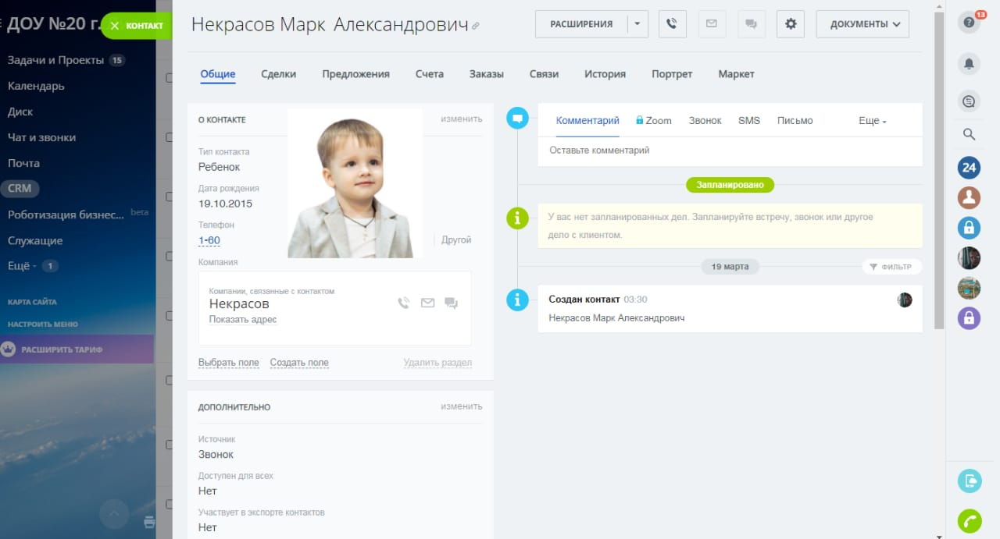 ДОУ №20 г.
КОНТАКТ
Задачи и Проекты 15
Календарь
Диск
Чат и звонки
Почта
CRM
Роботизация бизнес... beta
Служащие
Ещё 1
КАРТА САЙТА
НАСТРОИТЬ МЕНЮ
РАСШИРИТЬ ТАРИФ
Некрасов Марк Александрович
РАСШИРЕНИЯ
ДОКУМЕНТЫ
Общие Сделки Предложения Счета Заказы Связи История Портрет Маркет
О КОНТАКТЕ
изменить
Тип контакта
Ребенок
Дата рождения
19.10.2015
Телефон
1-60
Другой
Компания
Компании, связанные с контактом
Некрасов
Показать адрес
Выбрать поле Создать поле Удалить раздел
ДОПОЛНИТЕЛЬНО
изменить
Источник
Звонок
Доступен для всех
Нет
Участвует в экспорте контактов
Нет
Комментарий Zoom Звонок SMS Письмо Еще
Оставьте комментарий
Запланировано
У вас нет запланированных дел. Запланируйте встречу, звонок или другое
дело с клиентом.
19 марта
ФИЛЬТР
Создан контакт 03:30
Некрасов Марк Александрович
13
24